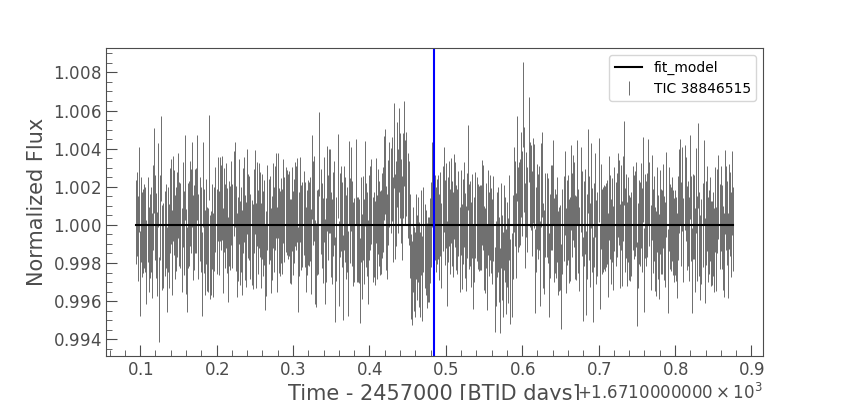 fit_model
TIC 38846515
Normalized Flux
1.008
1.006
1.004
1.002
1.000
0.998
0.996
0.994
0.1 0.2 0.3 0.4 0.5 0.6 0.7 0.8 0.9
Time - 2457000 [BTJD days] +1.6710000000 × 10³